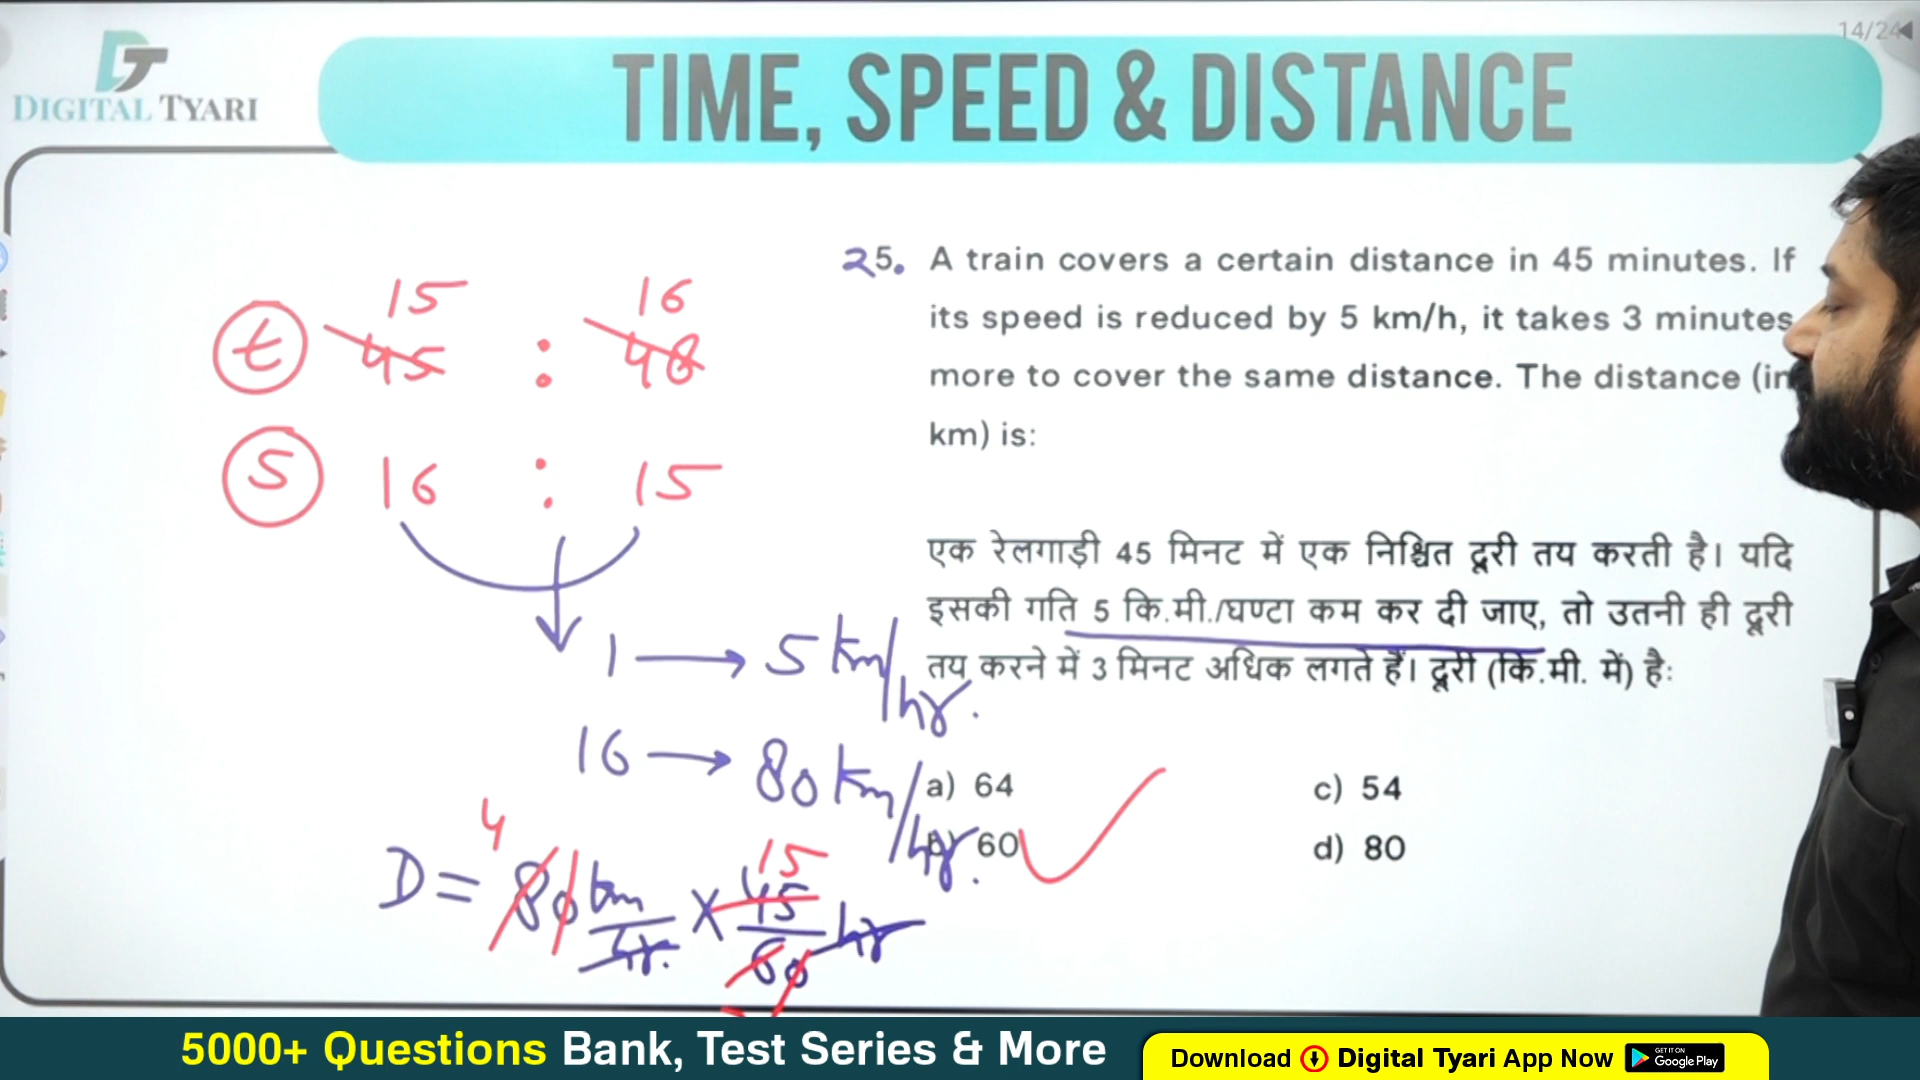 14/24
DT
DIGITAL TYARI
TIME, SPEED & DISTANCE
25. A train covers a certain distance in 45 minutes. If
its speed is reduced by 5 km/h, it takes 3 minutes
more to cover the same distance. The distance (in
km) is:
एक रेलगाड़ी 45 मिनट में एक निश्चित दूरी तय करती है। यदि
इसकी गति 5 कि.मी./घण्टा कम कर दी जाए, तो उतनी ही दूरी
तय करने में 3 मिनट अधिक लगते हैं। दूरी (कि.मी. में) है:
a) 64
c) 54
b) 60
d) 80
15 16
t 45 : 48
S 16 : 15
1 → 5 km/hr.
16 → 80 km/hr.
4 15
D = 80 km/hr. × 45/60 hr
5000+ Questions Bank, Test Series & More
Download Digital Tyari App Now
GET IT ON
Google Play